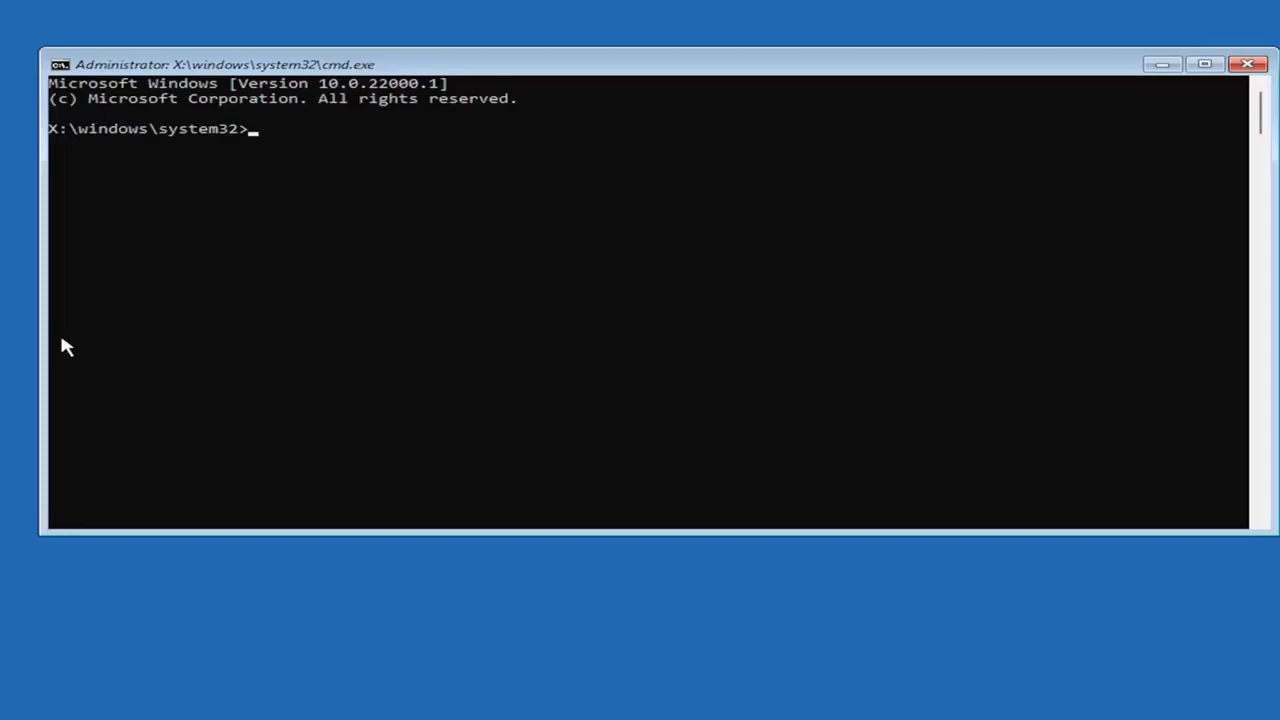 Administrator: X:\windows\system32\cmd.exe
Microsoft Windows [Version 10.0.22000.1]
(c) Microsoft Corporation. All rights reserved.
X:\windows\system32>_